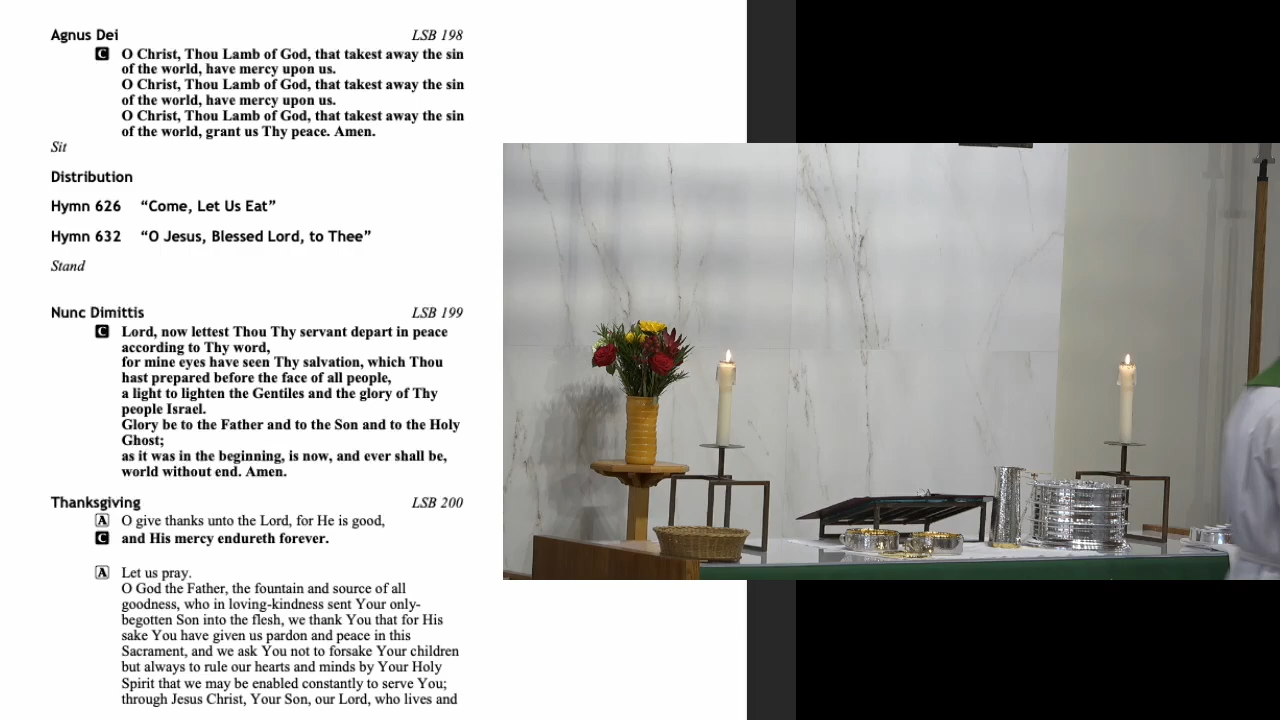 Agnus Dei LSB 198
C O Christ, Thou Lamb of God, that takest away the sin
of the world, have mercy upon us.
O Christ, Thou Lamb of God, that takest away the sin
of the world, have mercy upon us.
O Christ, Thou Lamb of God, that takest away the sin
of the world, grant us Thy peace. Amen.
Sit
Distribution
Hymn 626 “Come, Let Us Eat”
Hymn 632 “O Jesus, Blessed Lord, to Thee”
Stand
Nunc Dimittis LSB 199
C Lord, now lettest Thou Thy servant depart in peace
according to Thy word,
for mine eyes have seen Thy salvation, which Thou
hast prepared before the face of all people,
a light to lighten the Gentiles and the glory of Thy
people Israel.
Glory be to the Father and to the Son and to the Holy
Ghost;
as it was in the beginning, is now, and ever shall be,
world without end. Amen.
Thanksgiving LSB 200
A O give thanks unto the Lord, for He is good,
C and His mercy endureth forever.
A Let us pray.
O God the Father, the fountain and source of all
goodness, who in loving-kindness sent Your only-
begotten Son into the flesh, we thank You that for His
sake You have given us pardon and peace in this
Sacrament, and we ask You not to forsake Your children
but always to rule our hearts and minds by Your Holy
Spirit that we may be enabled constantly to serve You;
through Jesus Christ, Your Son, our Lord, who lives and